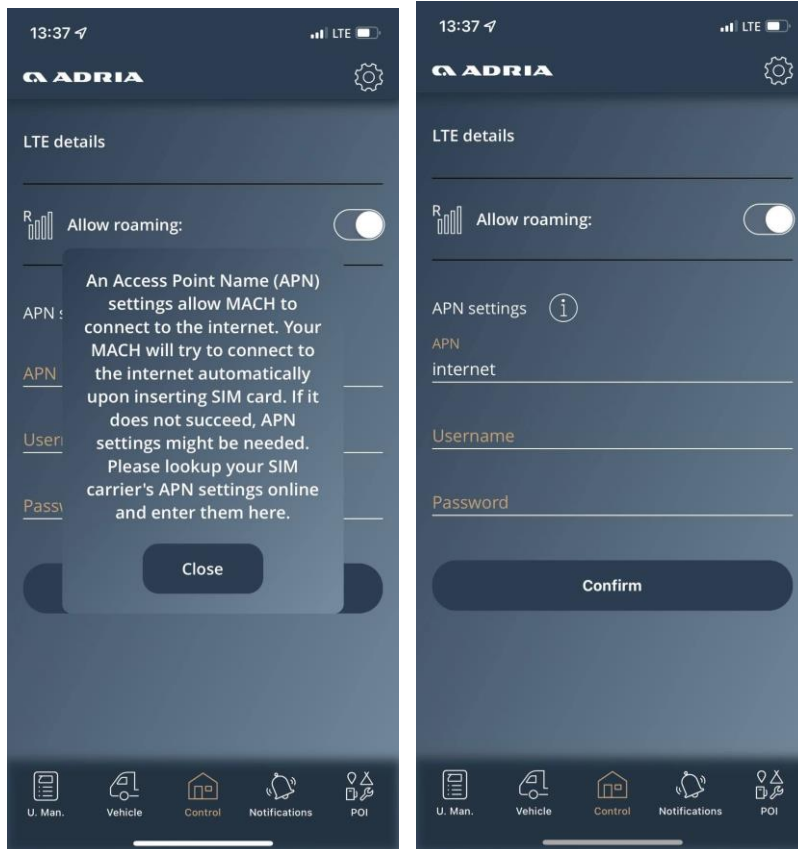 13:37
LTE
ADRIA
LTE details
R
Allow roaming:
An Access Point Name (APN)
settings allow MACH to
connect to the internet. Your
MACH will try to connect to
the internet automatically
upon inserting SIM card. If it
does not succeed, APN
settings might be needed.
Please lookup your SIM
carrier's APN settings online
and enter them here.
Close
APN s
APN
Usern
Passw
U. Man.
Vehicle
Control
Notifications
POI
13:37
LTE
ADRIA
LTE details
R
Allow roaming:
APN settings i
APN
internet
Username
Password
Confirm
U. Man.
Vehicle
Control
Notifications
POI